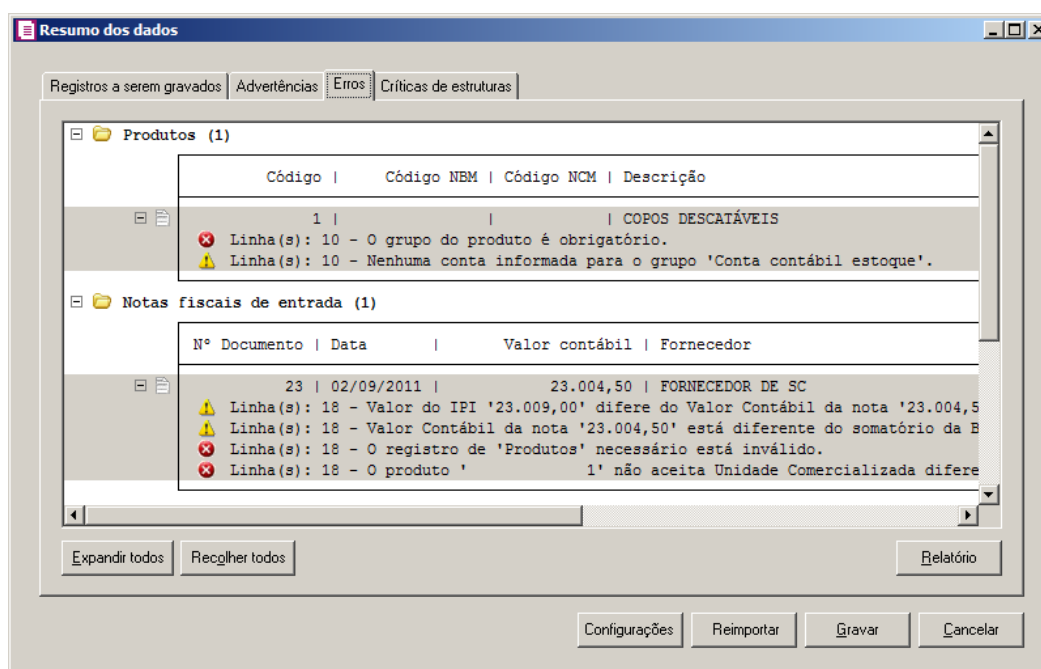 Resumo dos dados
Registros a serem gravados Advertências Erros Críticas de estruturas
Produtos (1)
Código | Código NBM | Código NCM | Descrição
1 | | | COPOS DESCATÁVEIS
Linha(s): 10 - O grupo do produto é obrigatório.
Linha(s): 10 - Nenhuma conta informada para o grupo 'Conta contábil estoque'.
Notas fiscais de entrada (1)
Nº Documento | Data | Valor contábil | Fornecedor
23 | 02/09/2011 | 23.004,50 | FORNECEDOR DE SC
Linha(s): 18 - Valor do IPI '23.009,00' difere do Valor Contábil da nota '23.004,5
Linha(s): 18 - Valor Contábil da nota '23.004,50' está diferente do somatório da B
Linha(s): 18 - O registro de 'Produtos' necessário está inválido.
Linha(s): 18 - O produto ' 1' não aceita Unidade Comercializada difere
Expandir todos Recolher todos Relatório
Configurações Reimportar Gravar Cancelar